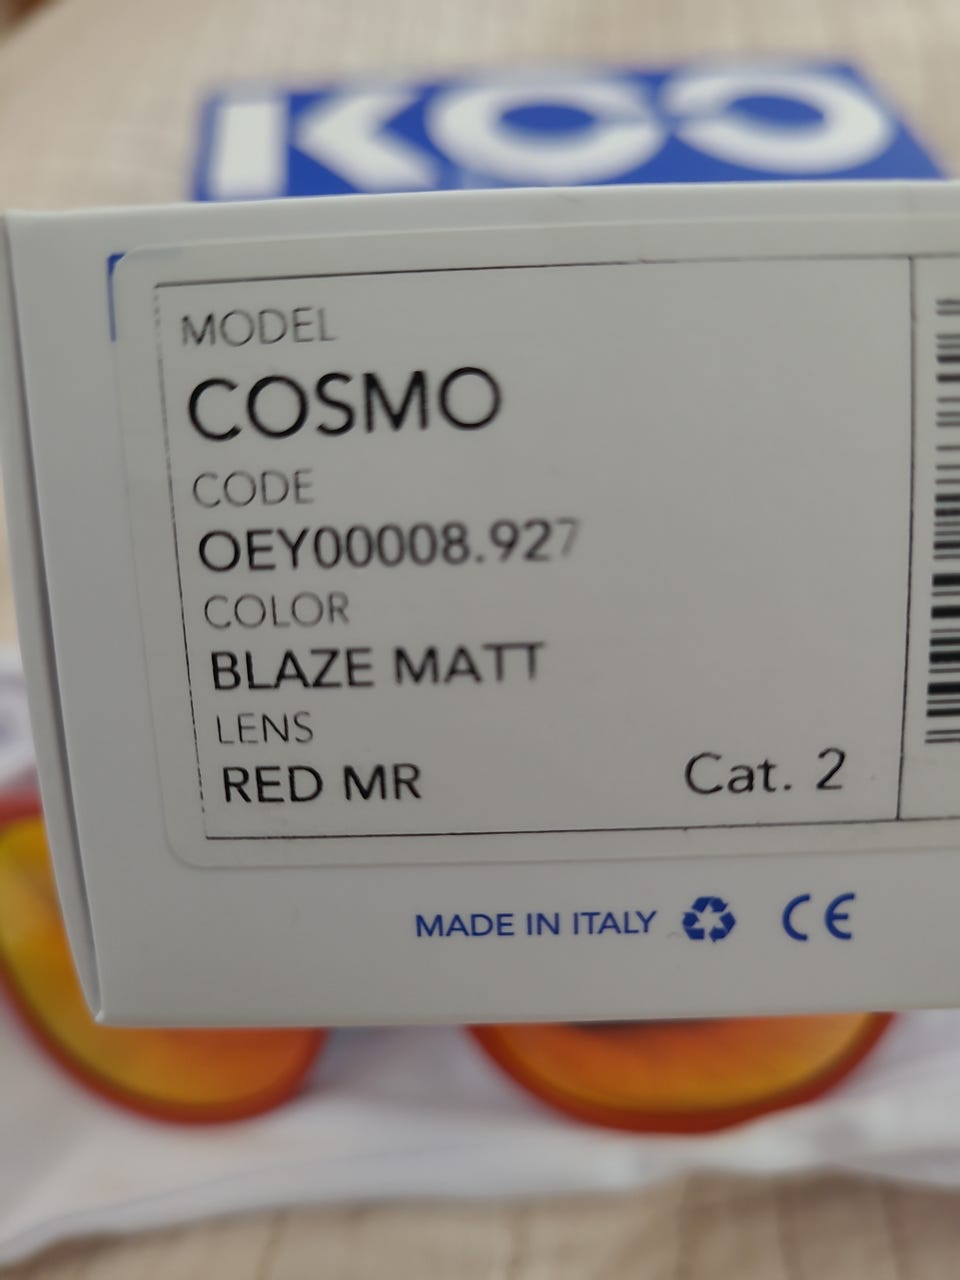 KOO
MODEL
COSMO
CODE
OEY00008.927
COLOR
BLAZE MATT
LENS
RED MR
Cat. 2
MADE IN ITALY
CE